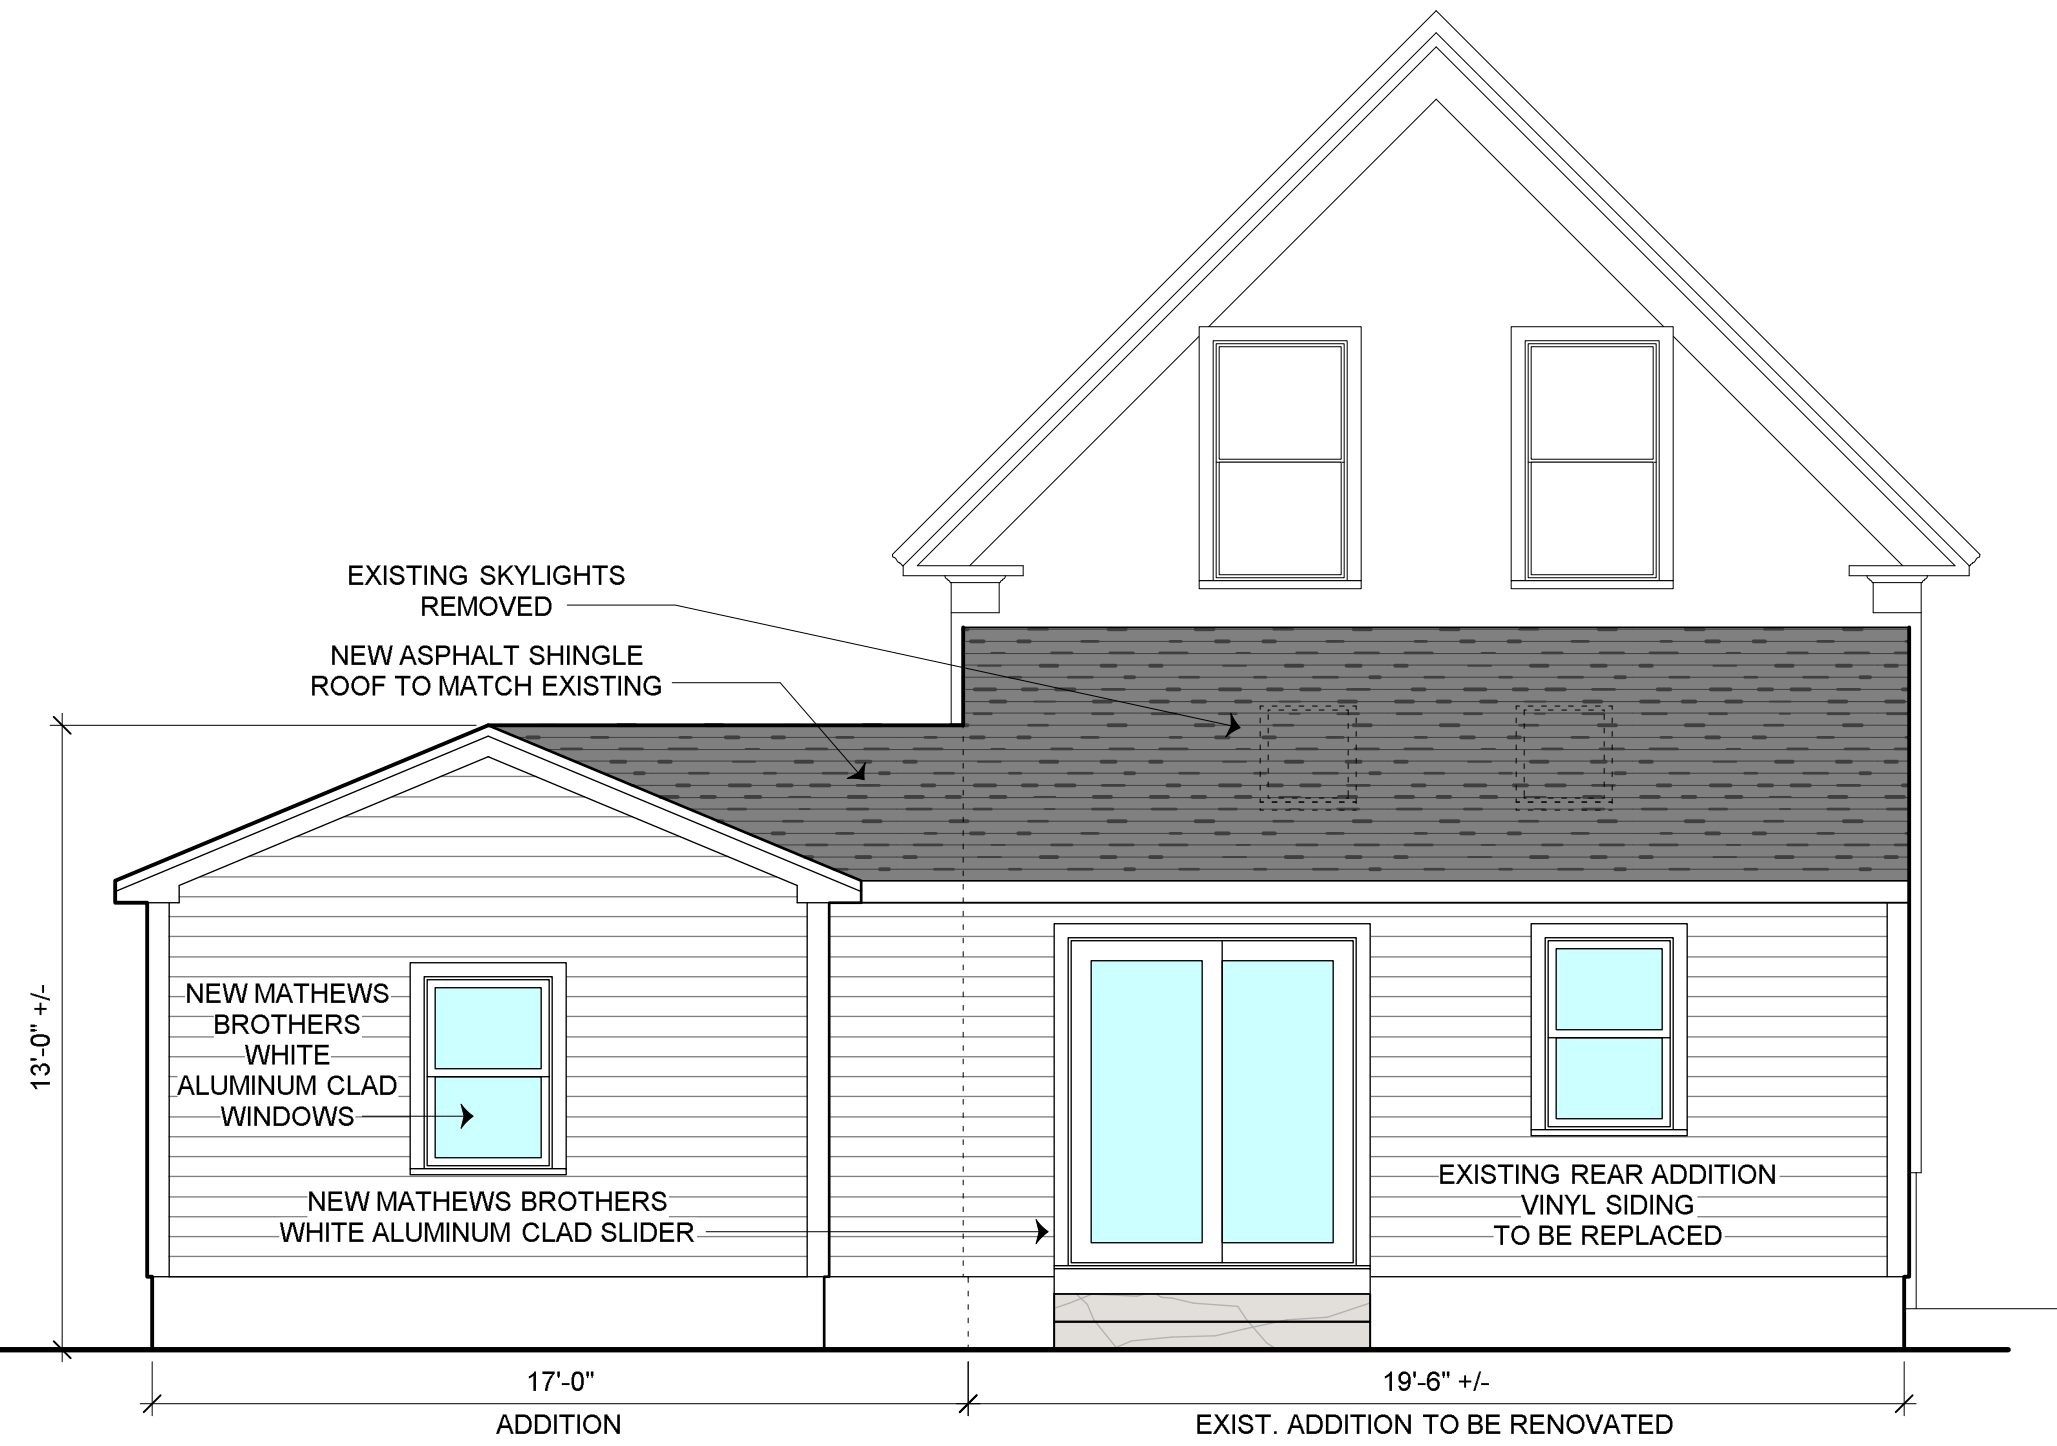 EXISTING SKYLIGHTS
REMOVED
NEW ASPHALT SHINGLE
ROOF TO MATCH EXISTING
13'-0" +/-
NEW MATHEWS
BROTHERS
WHITE
ALUMINUM CLAD
WINDOWS
NEW MATHEWS BROTHERS
WHITE ALUMINUM CLAD SLIDER
EXISTING REAR ADDITION
VINYL SIDING
TO BE REPLACED
17'-0"
ADDITION
19'-6" +/-
EXIST. ADDITION TO BE RENOVATED